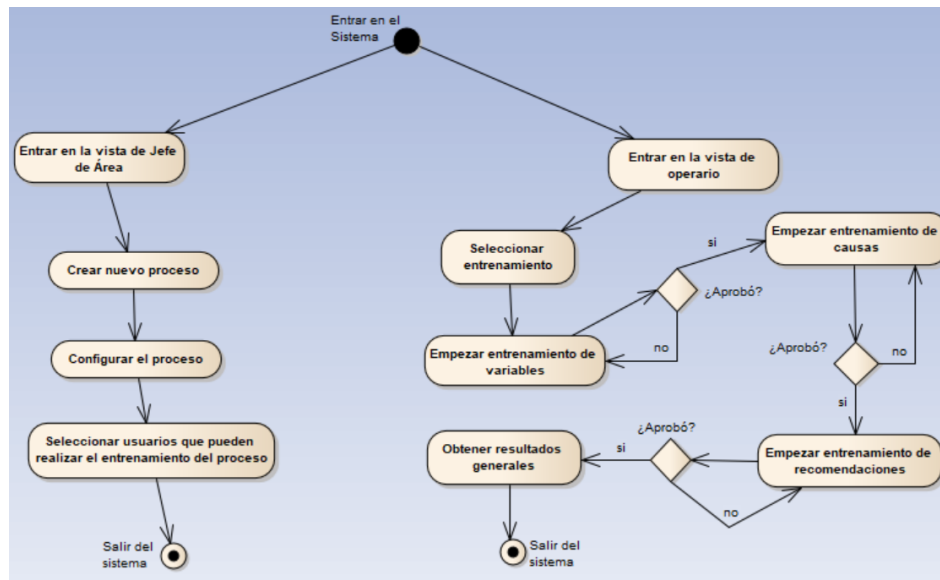 Entrar en el
Sistema
Entrar en la vista de Jefe
de Área
Crear nuevo proceso
Configurar el proceso
Seleccionar usuarios que pueden
realizar el entrenamiento del proceso
Salir del
sistema
Entrar en la vista de
operario
Seleccionar
entrenamiento
Empezar entrenamiento de
variables
¿Aprobó?
si
no
Empezar entrenamiento de
causas
¿Aprobó?
no
si
Empezar entrenamiento de
recomendaciones
¿Aprobó?
si
no
Obtener resultados
generales
Salir del
sistema